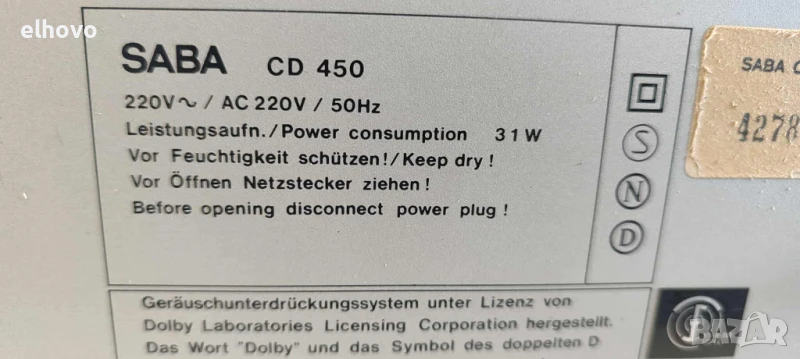 elhovo
SABA CD 450
220V~ / AC 220V / 50Hz
Leistungsaufn./Power consumption 31W
Vor Feuchtigkeit schützen!/Keep dry!
Vor Öffnen Netzstecker ziehen!
Before opening disconnect power plug!
S
N
D
SABA
4278
Geräuschunterdrückungssystem unter Lizenz von
Dolby Laboratories Licensing Corporation hergestellt.
Das Wort "Dolby" und das Symbol des doppelten D
BAZAR